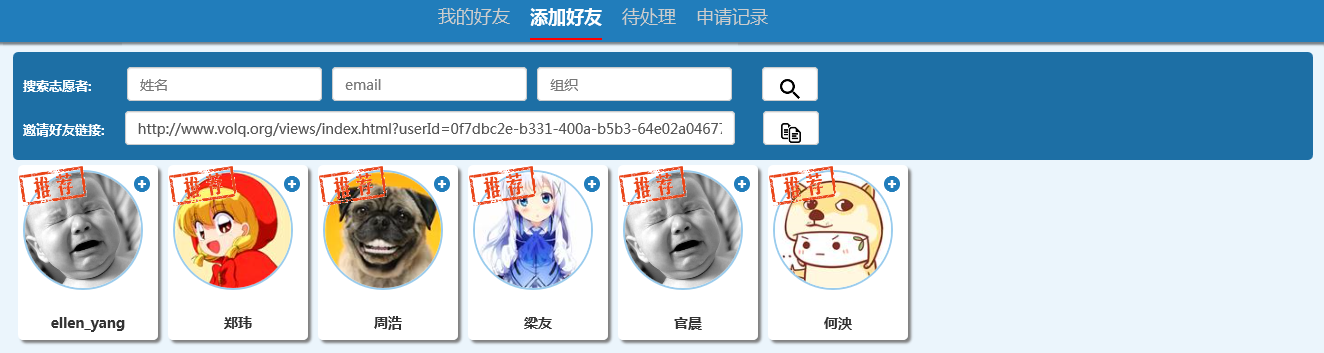 我的好友 添加好友 待处理 申请记录
搜索志愿者: 姓名 email 组织
邀请好友链接: http://www.volq.org/views/index.html?userId=0f7dbc2e-b331-400a-b5b3-64e02a04677
推荐 推荐 推荐 推荐 推荐 推荐
ellen_yang 郑玮 周浩 梁友 官晨 何泱